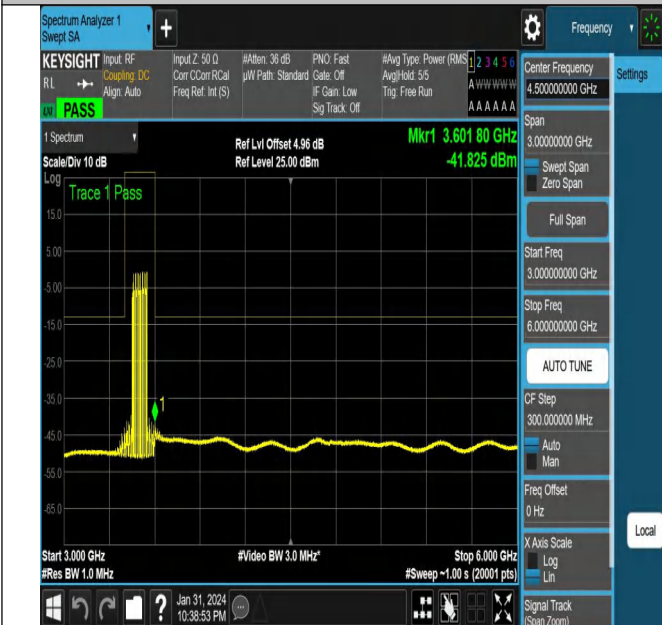 Spectrum Analyzer 1
Swept SA
+
Frequency
KEYSIGHT
RL
PASS
Input: RF
Coupling: DC
Align: Auto
Input Z: 50 Ω
Corr CCorr RCal
Freq Ref: Int (S)
#Atten: 36 dB
µW Path: Standard
PNO: Fast
Gate: Off
IF Gain: Low
Sig Track: Off
#Avg Type: Power (RMS
Avg|Hold: 5/5
Trig: Free Run
1 2 3 4 5 6
A W W W W W
A A A A A A
1 Spectrum
Scale/Div 10 dB
Ref Lvl Offset 4.96 dB
Ref Level 25.00 dBm
Mkr1 3.601 80 GHz
-41.825 dBm
Log
Trace 1 Pass
15.0
5.00
-5.00
-15.0
-25.0
-35.0
1
-45.0
-55.0
-65.0
Start 3.000 GHz
#Res BW 1.0 MHz
#Video BW 3.0 MHz*
Stop 6.000 GHz
#Sweep ~1.00 s (20001 pts)
Jan 31, 2024
10:38:53 PM
Center Frequency
4.500000000 GHz
Settings
Span
3.00000000 GHz
Swept Span
Zero Span
Full Span
Start Freq
3.000000000 GHz
Stop Freq
6.000000000 GHz
AUTO TUNE
CF Step
300.000000 MHz
Auto
Man
Freq Offset
0 Hz
Local
X Axis Scale
Log
Lin
Signal Track
(Span Zoom)